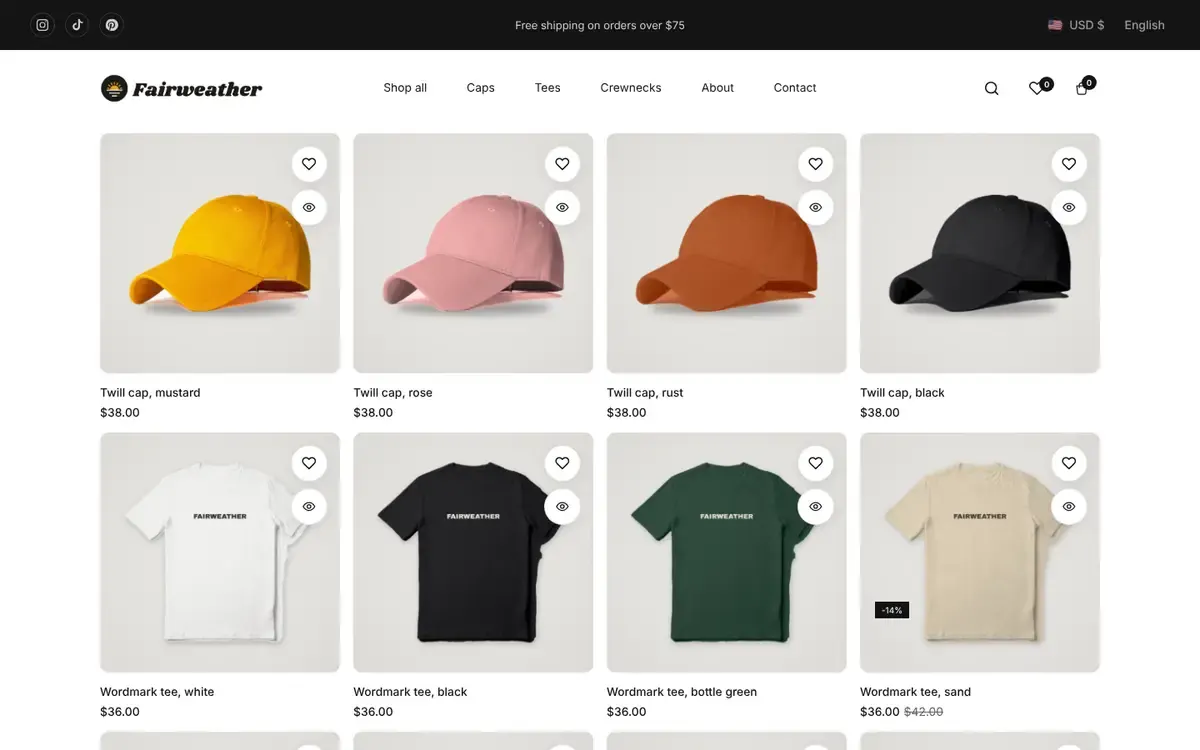 Free shipping on orders over $75
USD $
English
Fairweather
Shop all
Caps
Tees
Crewnecks
About
Contact
0
0
Twill cap, mustard
$38.00
Twill cap, rose
$38.00
Twill cap, rust
$38.00
Twill cap, black
$38.00
FAIRWEATHER
FAIRWEATHER
FAIRWEATHER
FAIRWEATHER
-14%
Wordmark tee, white
$36.00
Wordmark tee, black
$36.00
Wordmark tee, bottle green
$36.00
Wordmark tee, sand
$36.00 $42.00